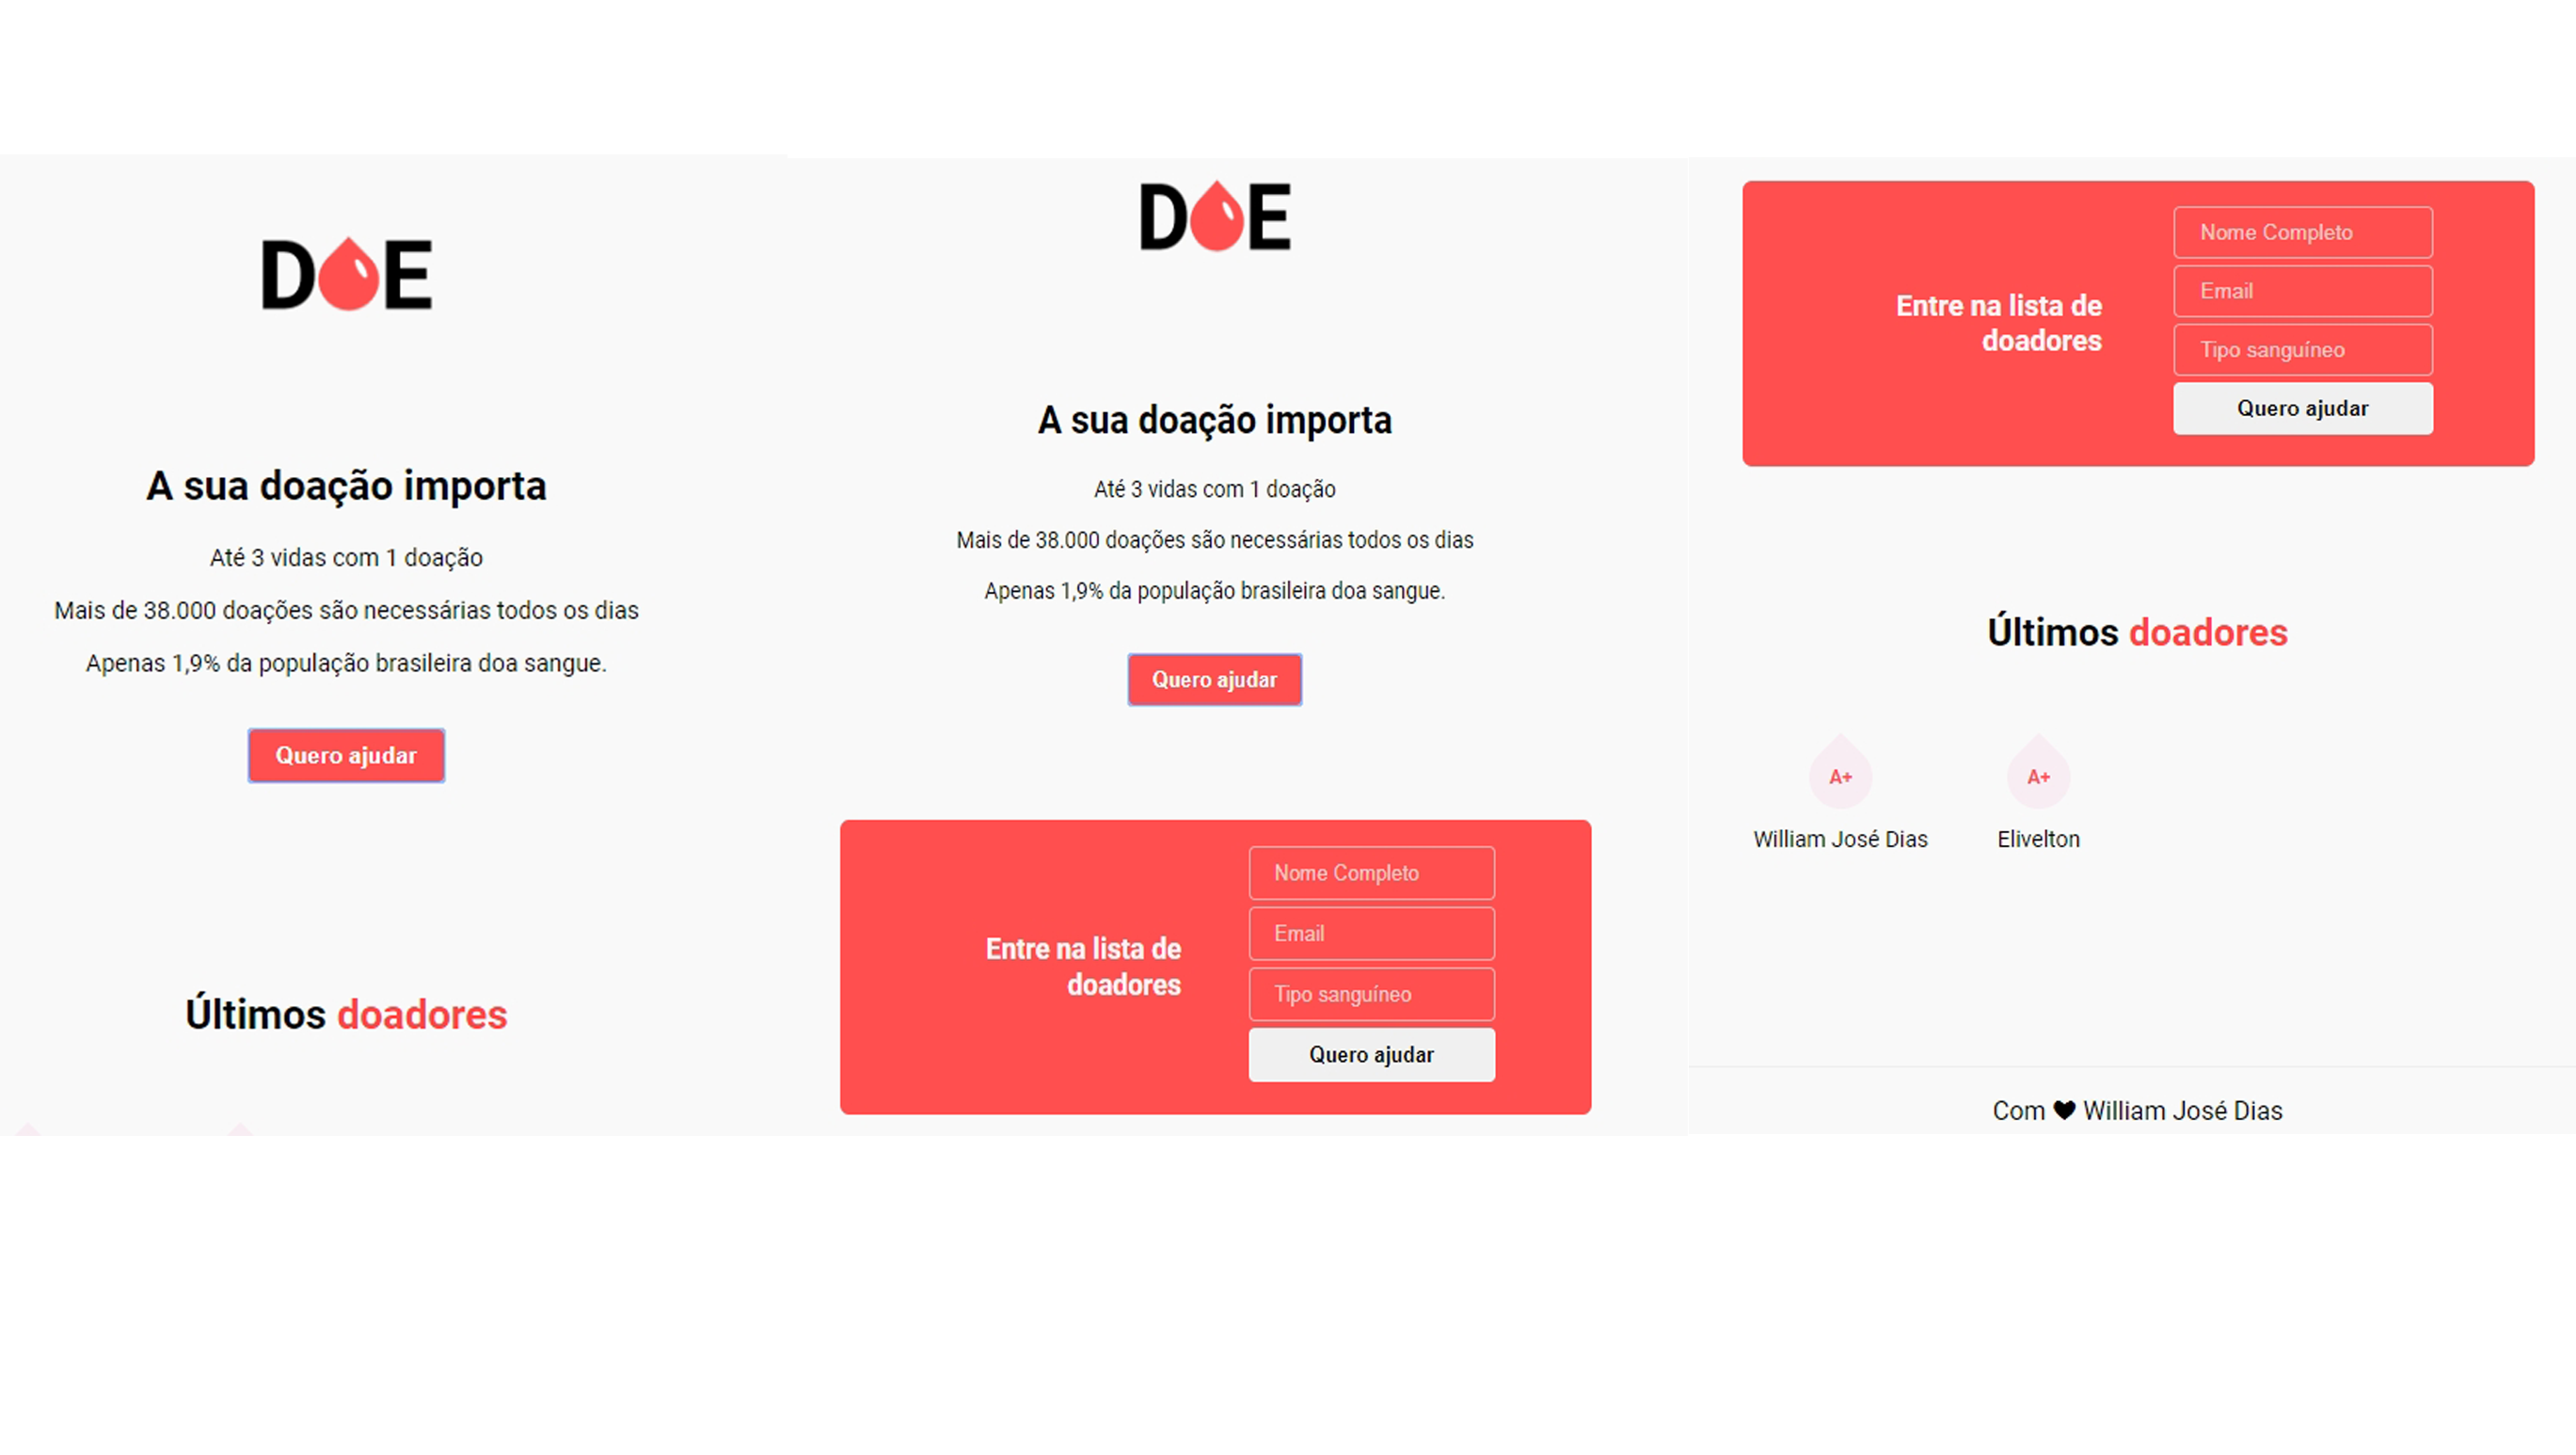 DOE
A sua doação importa
Até 3 vidas com 1 doação
Mais de 38.000 doações são necessárias todos os dias
Apenas 1,9% da população brasileira doa sangue.
Quero ajudar
Últimos doadores
DOE
A sua doação importa
Até 3 vidas com 1 doação
Mais de 38.000 doações são necessárias todos os dias
Apenas 1,9% da população brasileira doa sangue.
Quero ajudar
Entre na lista de
doadores
Nome Completo
Email
Tipo sanguíneo
Quero ajudar
Entre na lista de
doadores
Nome Completo
Email
Tipo sanguíneo
Quero ajudar
Últimos doadores
A+
William José Dias
A+
Elivelton
Com ♥ William José Dias